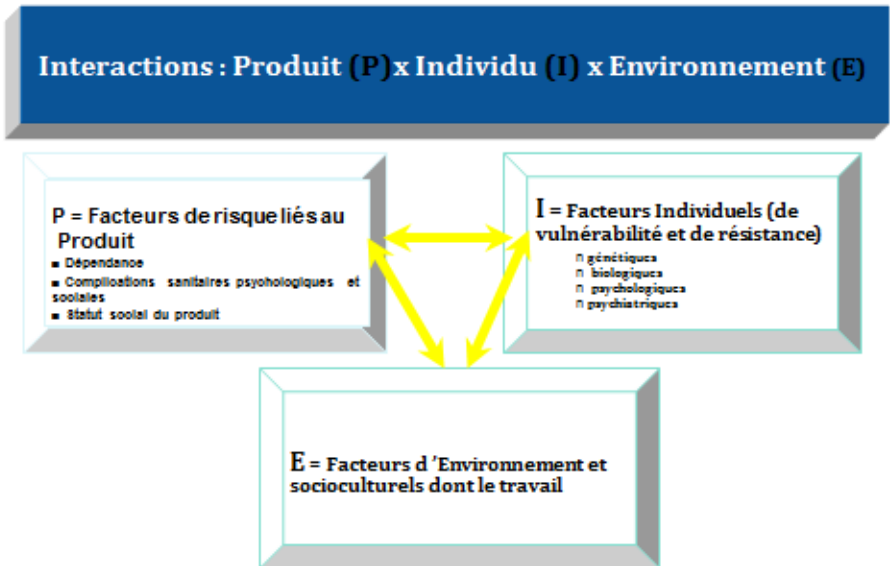 Interactions : Produit (P)x Individu (I) x Environnement (E)
P = Facteurs de risque liés au
Produit
■ Dépendance
■ Complications sanitaires psychologiques et
sociales
■ Statut social du produit
I = Facteurs Individuels (de
vulnérabilité et de résistance)
n génétiques
n biologiques
n psychologiques
n psychiatriques
E = Facteurs d ’Environnement et
socioculturels dont le travail